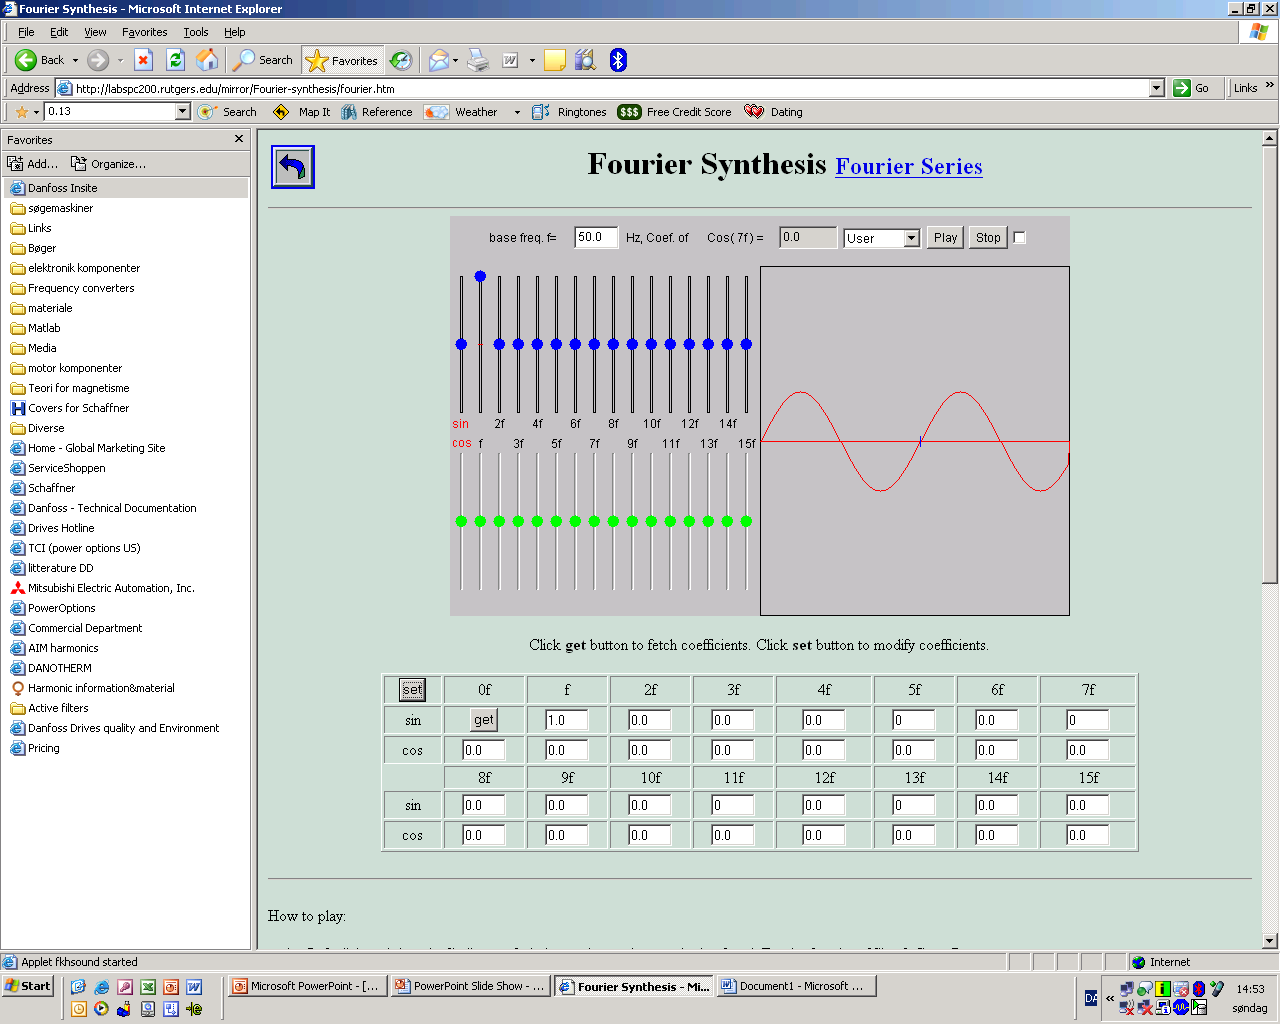 Fourier Synthesis - Microsoft Internet Explorer
File Edit View Favorites Tools Help
Back Search Favorites
Address http://labspc200.rutgers.edu/mirror/Fourier-synthesis/fourier.htm Go Links »
0.13 Search Map It Reference Weather Ringtones $$$ Free Credit Score Dating
Favorites
Add... Organize...
Danfoss Insite
søgemaskiner
Links
Bøger
elektronik komponenter
Frequency converters
materiale
Matlab
Media
motor komponenter
Teori for magnetisme
Covers for Schaffner
Diverse
Home - Global Marketing Site
ServiceShoppen
Schaffner
Danfoss - Technical Documentation
Drives Hotline
TCI (power options US)
litterature DD
Mitsubishi Electric Automation, Inc.
PowerOptions
Commercial Department
AIM harmonics
DANOTHERM
Harmonic information&material
Active filters
Danfoss Drives quality and Environment
Pricing
Fourier Synthesis Fourier Series
base freq. f= 50.0 Hz, Coef. of Cos( 7f ) = 0.0 User Play Stop
sin 2f 4f 6f 8f 10f 12f 14f
cos f 3f 5f 7f 9f 11f 13f 15f
Click get button to fetch coefficients. Click set button to modify coefficients.
set 0f f 2f 3f 4f 5f 6f 7f
sin get 1.0 0.0 0.0 0.0 0 0.0 0
cos 0.0 0.0 0.0 0.0 0.0 0.0 0.0 0.0
8f 9f 10f 11f 12f 13f 14f 15f
sin 0.0 0.0 0.0 0 0.0 0 0.0 0.0
cos 0.0 0.0 0.0 0.0 0.0 0.0 0.0 0.0
How to play:
Applet fkhsound started Internet
Start Microsoft PowerPoint - [... PowerPoint Slide Show - ... Fourier Synthesis - Mi... Document1 - Microsoft ... DA « 14:53
søndag